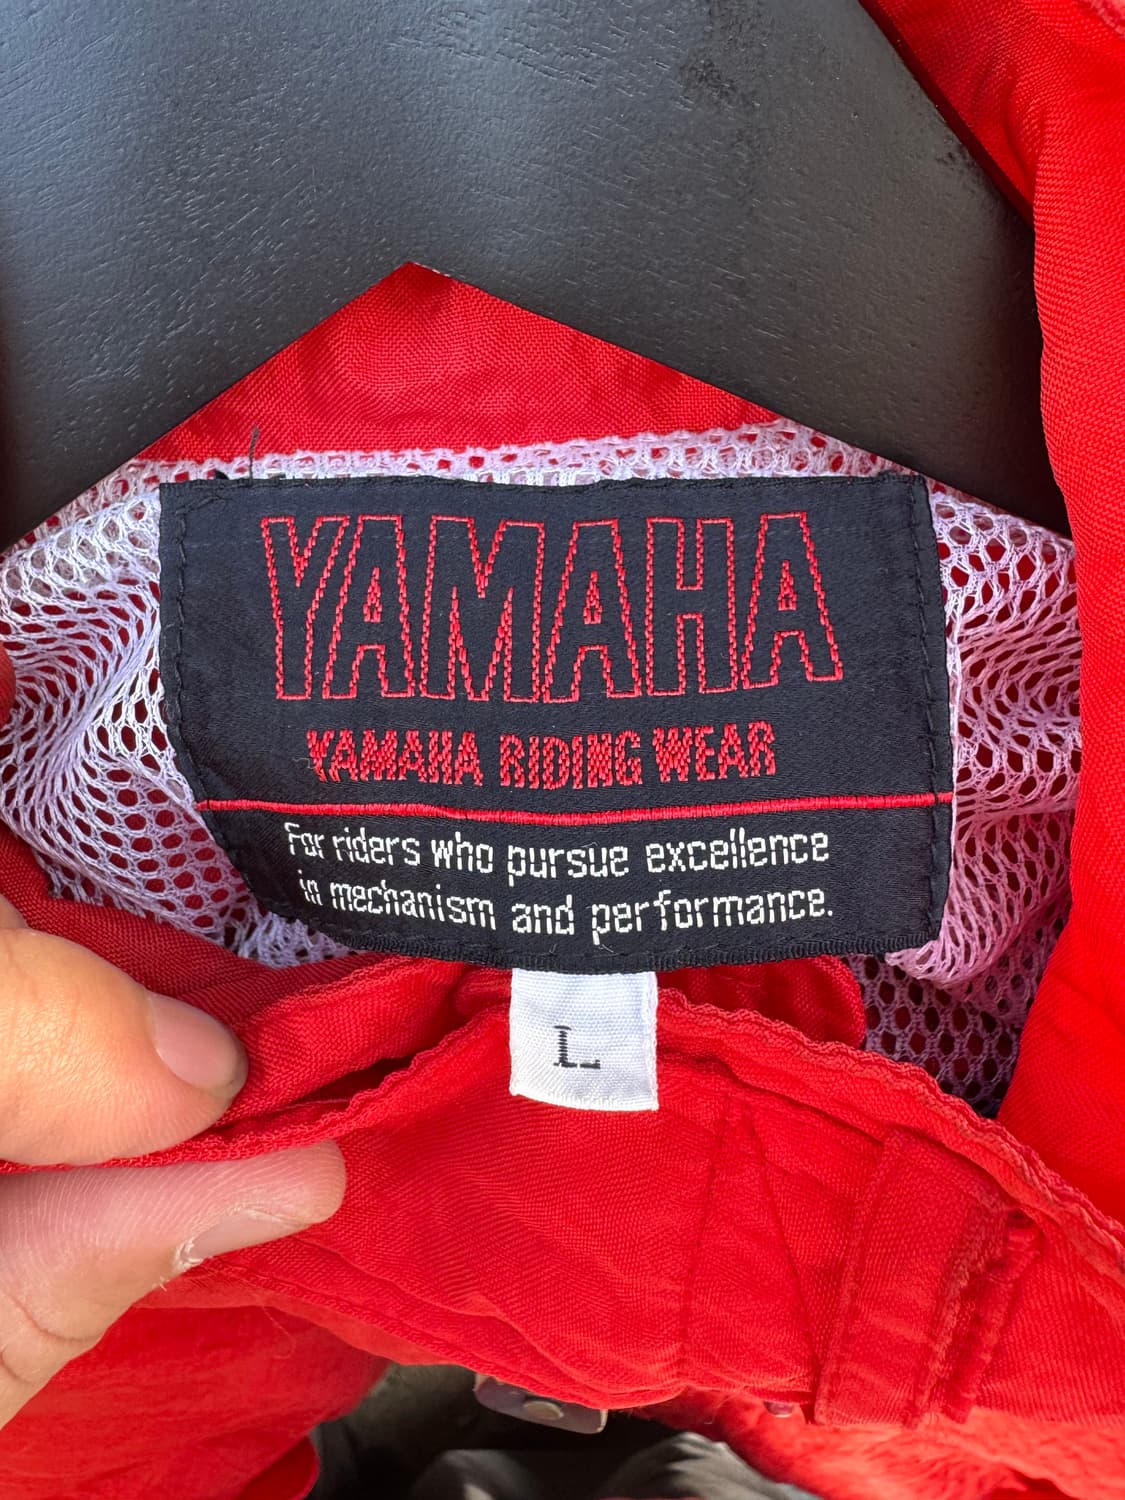 YAMAHA
YAMAHA RIDING WEAR
For riders who pursue excellence
in mechanism and performance.
L